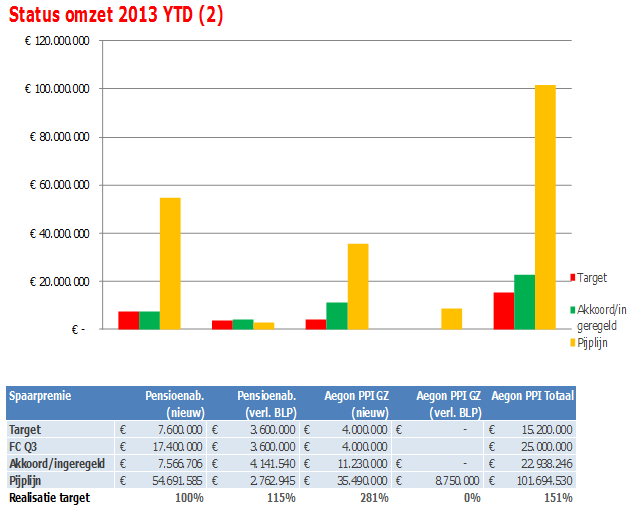 Status omzet 2013 YTD (2)
€ 120.000.000
€ 100.000.000
€ 80.000.000
€ 60.000.000
€ 40.000.000
€ 20.000.000
€ -
Target
Akkoord/in
geregeld
Pijplijn
Spaarpremie Pensioenab. Pensioenab. Aegon PPI GZ Aegon PPI GZ Aegon PPI Totaal
(nieuw) (verl. BLP) (nieuw) (verl. BLP)
Target € 7.600.000 € 3.600.000 € 4.000.000 € - € 15.200.000
FC Q3 € 17.400.000 € 3.600.000 € 4.000.000 € 25.000.000
Akkoord/ingeregeld € 7.566.706 € 4.141.540 € 11.230.000 € - € 22.938.246
Pijplijn € 54.691.585 € 2.762.945 € 35.490.000 € 8.750.000 € 101.694.530
Realisatie target 100% 115% 281% 0% 151%